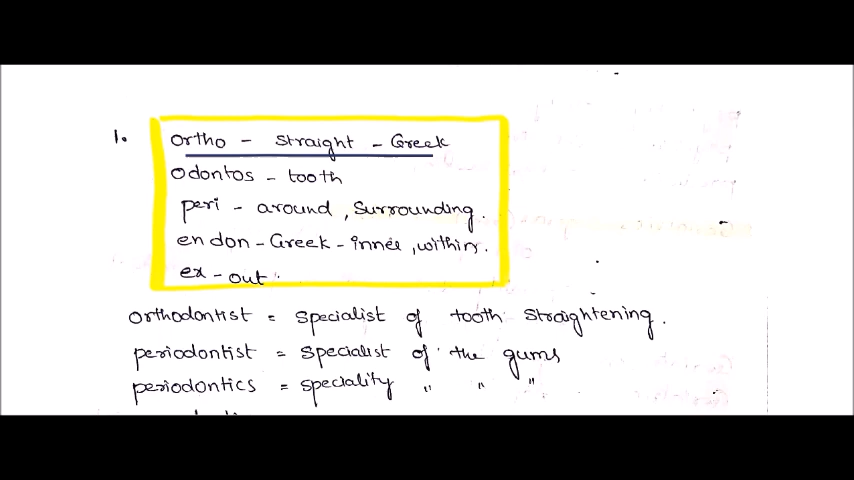 1. Ortho - straight - Greek
Odontos - tooth
peri - around, Surrounding.
endon - Greek - inner, within.
ex - out.
Orthodontist = specialist of tooth straightening.
periodontist = specialist of the gums
periodontics = speciality " " "